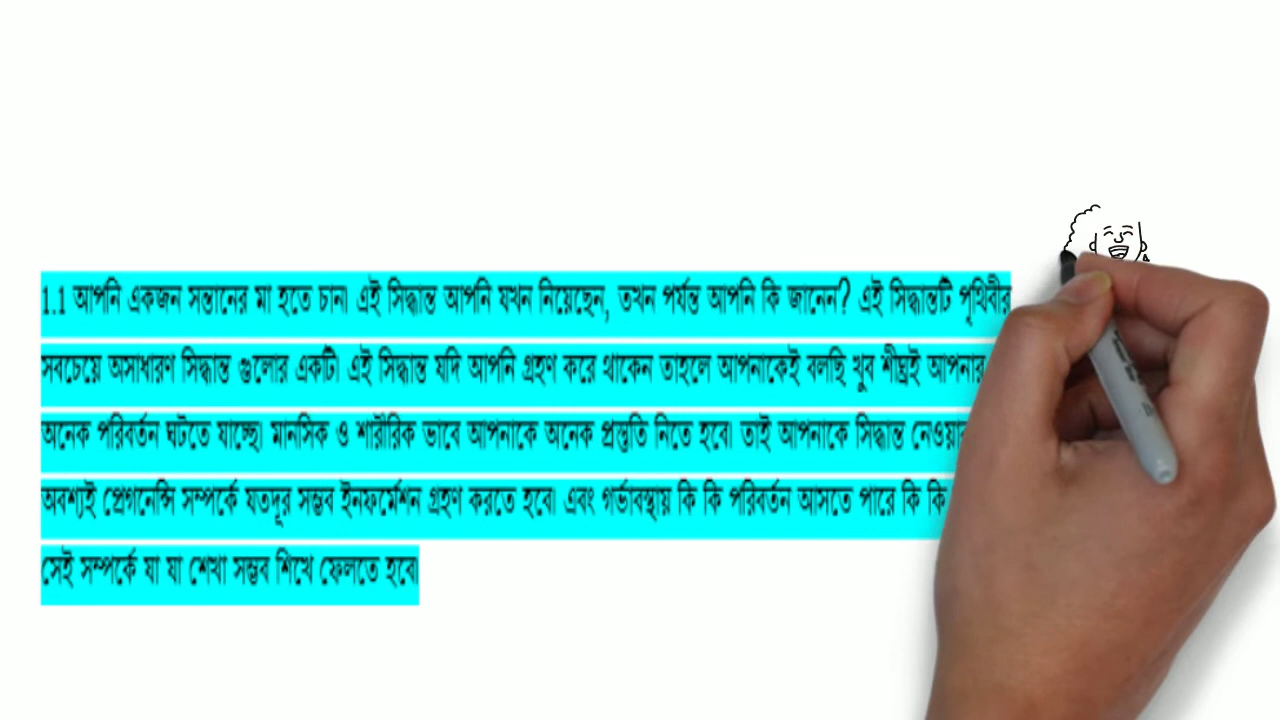 1.1 আপনি একজন সন্তানের মা হতে চান। এই সিদ্ধান্ত আপনি যখন নিয়েছেন, তখন পর্যন্ত আপনি কি জানেন? এই সিদ্ধান্তটি পৃথিবীর
সবচেয়ে অসাধারণ সিদ্ধান্ত গুলোর একটি। এই সিদ্ধান্ত যদি আপনি গ্রহণ করে থাকেন তাহলে আপনাকেই বলছি খুব শীঘ্রই আপনার
অনেক পরিবর্তন ঘটতে যাচ্ছে। মানসিক ও শারীরিক ভাবে আপনাকে অনেক প্রস্তুতি নিতে হবে। তাই আপনাকে সিদ্ধান্ত
অবশ্যই প্রেগনেন্সি সম্পর্কে যতদূর সম্ভব ইনফর্মেশন গ্রহণ করতে হবে। এবং গর্ভাবস্থায় কি কি পরিবর্তন আসতে পারে কি কি
সেই সম্পর্কে যা যা শেখা সম্ভব শিখে ফেলতে হবে।